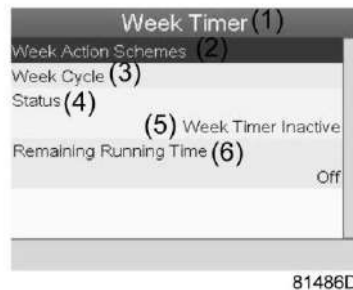 Week Timer (1)
Week Action Schemes (2)
Week Cycle (3)
Status (4)
(5) Week Timer Inactive
Remaining Running Time (6)
Off
81486D